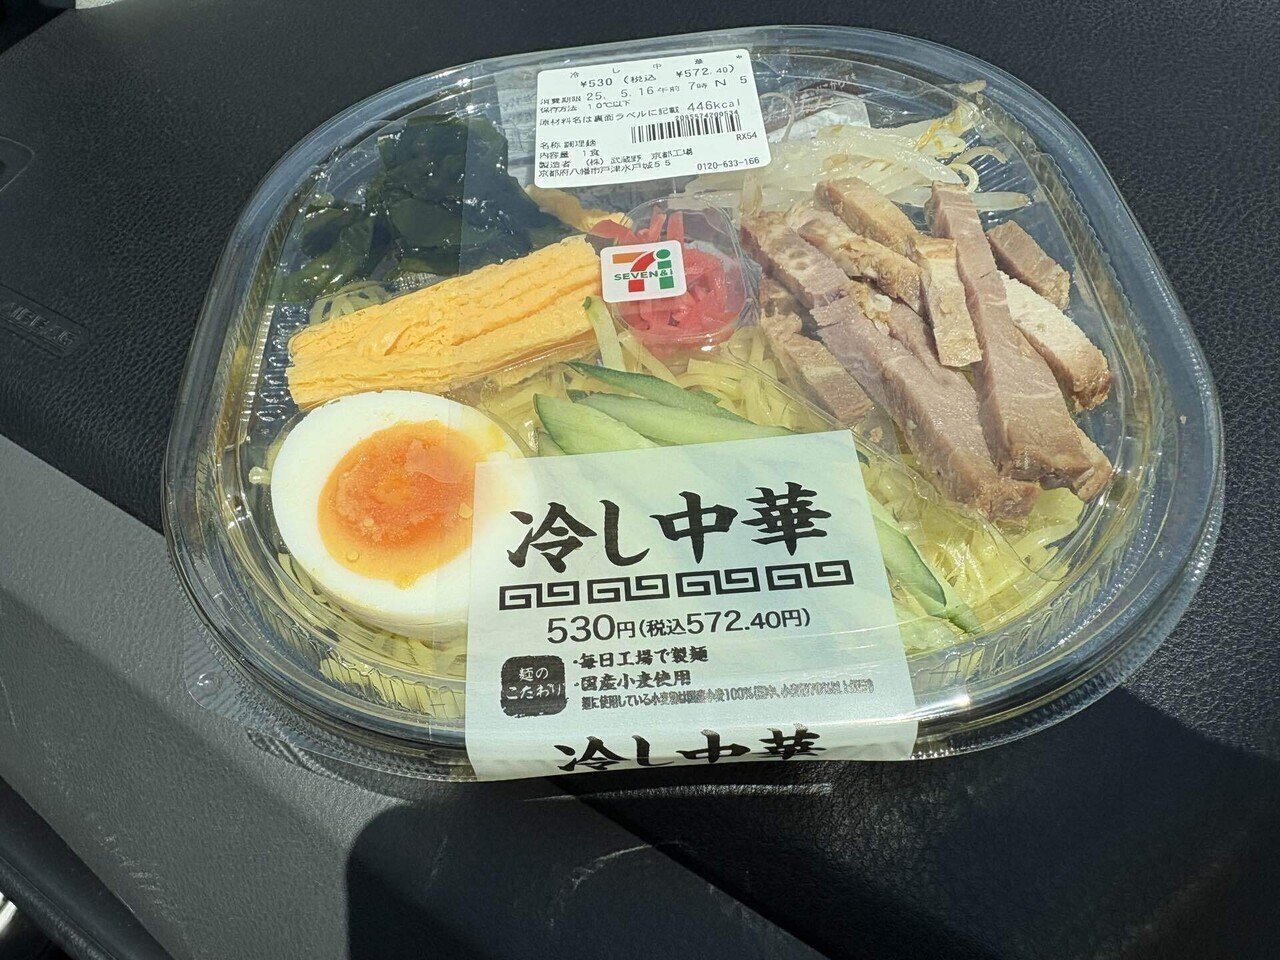 冷し中華
¥530 (税込 ¥572.40)
消費期限 25. 5.16午前 7時 N 5
保存方法 10℃以下
原材料名は裏面ラベルに記載 446kcal
2095574200534
RX54
名称 調理麺
内容量 1食
製造者 (株)武蔵野 京都工場
京都府八幡市戸津水戸城55 0120-633-166
7i
SEVEN&i
冷し中華
530円(税込572.40円)
麺の
こだわり
・毎日工場で製麺
・国産小麦使用
冷し中華